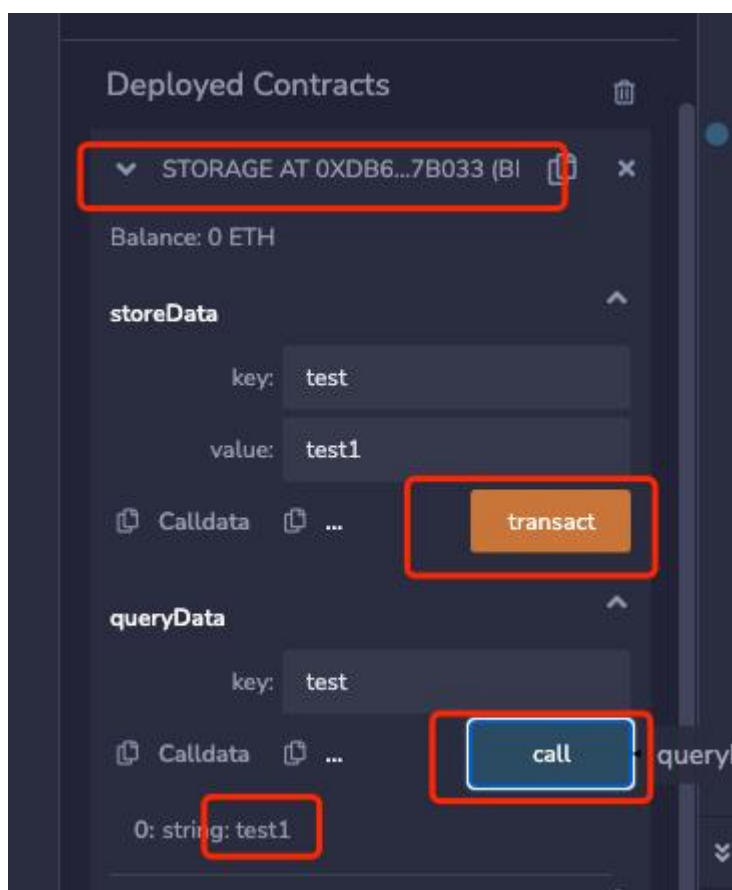 Deployed Contracts
STORAGE AT 0XDB6...7B033 (BI
Balance: 0 ETH
storeData
key: test
value: test1
Calldata ... transact
queryData
key: test
Calldata ... call
query
0: string: test1